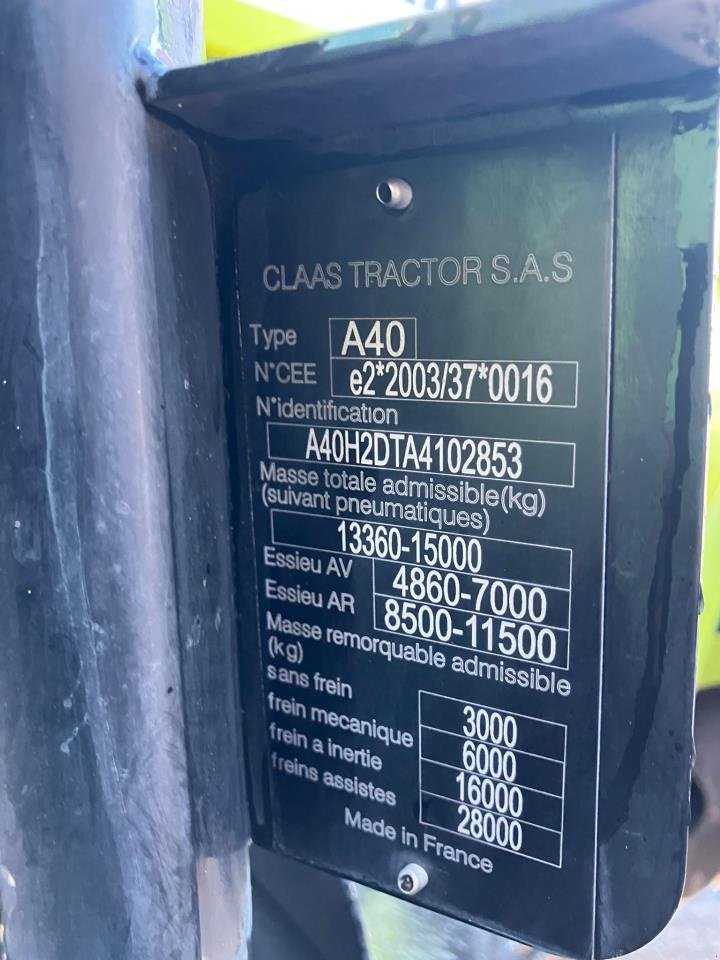 CLAAS TRACTOR S.A.S
Type A40
N°CEE e2*2003/37*0016
N°identification
A40H2DTA4102853
Masse totale admissible(kg)
(suivant pneumatiques)
13360-15000
Essieu AV 4860-7000
Essieu AR 8500-11500
Masse remorquable admissible
(kg)
sans frein 3000
frein mecanique 6000
frein a inertie 16000
freins assistes 28000
Made in France